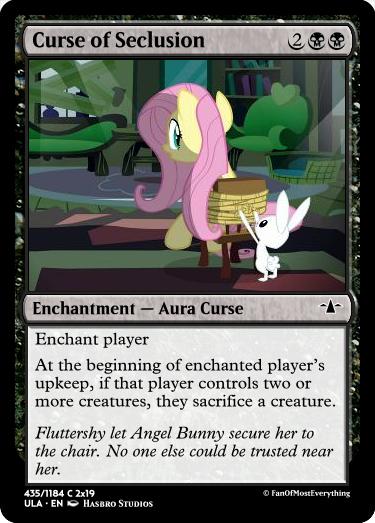 Curse of Seclusion 2
Enchantment — Aura Curse
Enchant player
At the beginning of enchanted player's
upkeep, if that player controls two or
more creatures, they sacrifice a creature.
Fluttershy let Angel Bunny secure her to
the chair. No one else could be trusted near
her.
435/1184 C 2x19
ULA • EN Hasbro Studios
© FanOfMostEverything